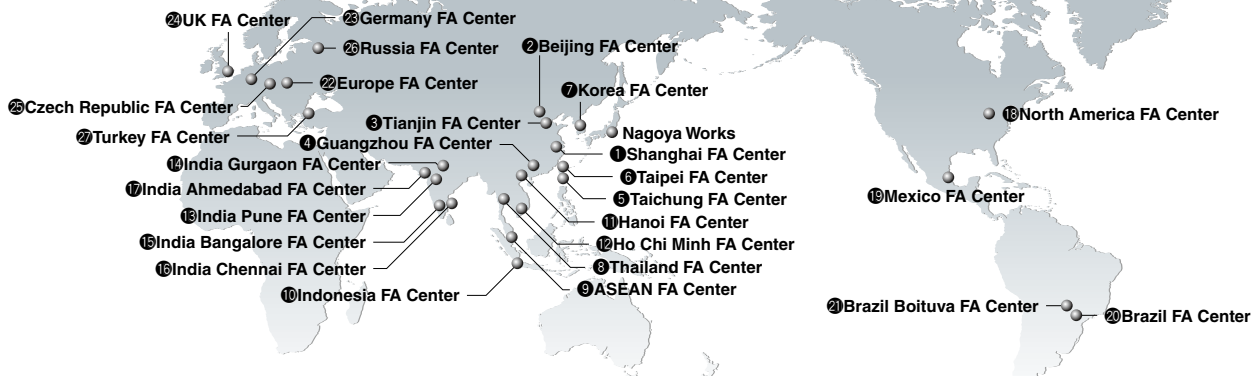 ㉔UK FA Center
㉓Germany FA Center
㉖Russia FA Center
㉒Europe FA Center
㉕Czech Republic FA Center
㉗Turkey FA Center
❷Beijing FA Center
❼Korea FA Center
❸Tianjin FA Center
Nagoya Works
❹Guangzhou FA Center
❶Shanghai FA Center
⓮India Gurgaon FA Center
❻Taipei FA Center
⓱India Ahmedabad FA Center
❺Taichung FA Center
⓭India Pune FA Center
⓫Hanoi FA Center
⓯India Bangalore FA Center
⓬Ho Chi Minh FA Center
⓰India Chennai FA Center
❽Thailand FA Center
❿Indonesia FA Center
❾ASEAN FA Center
⓲North America FA Center
⓳Mexico FA Center
㉑Brazil Boituva FA Center
⓴Brazil FA Center